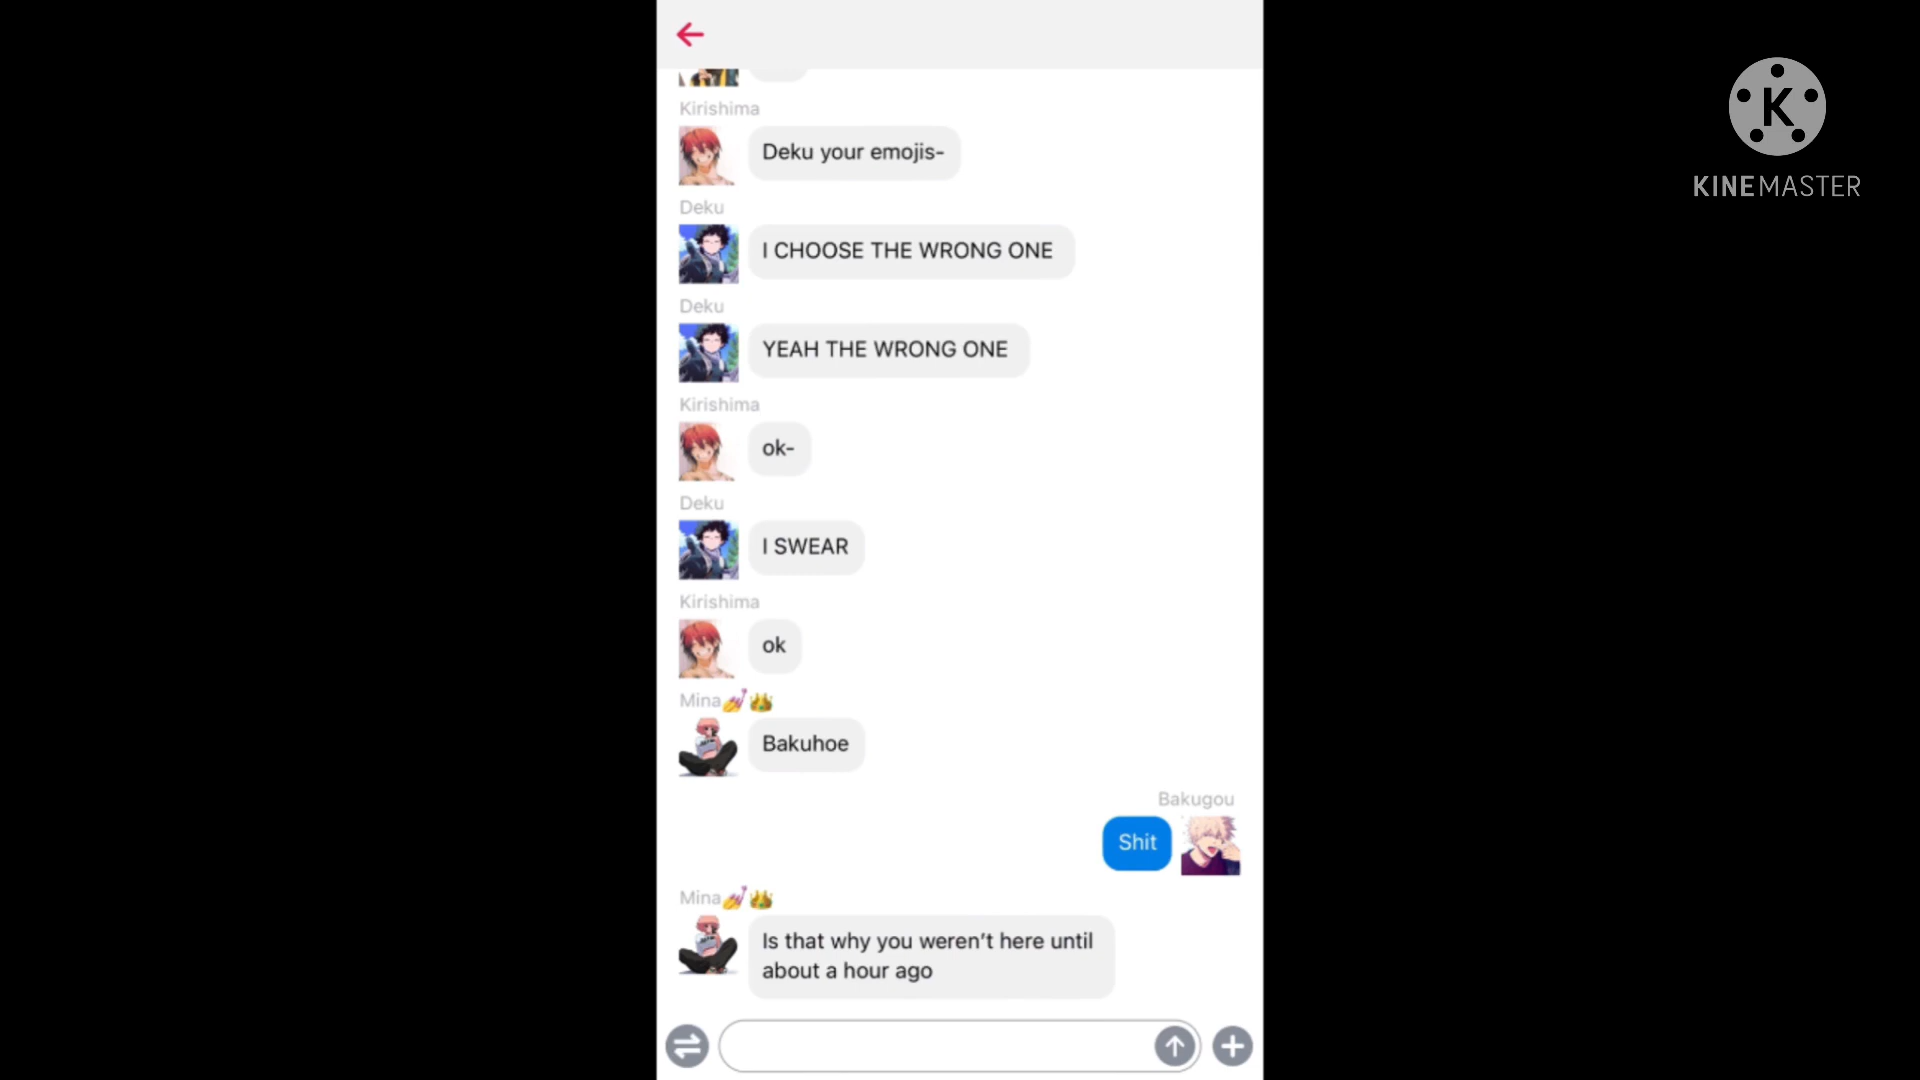 Kirishima
Deku your emojis-
Deku
I CHOOSE THE WRONG ONE
Deku
YEAH THE WRONG ONE
Kirishima
ok-
Deku
I SWEAR
Kirishima
ok
Mina💅👑
Bakuhoe
Bakugou
Shit
Mina💅👑
Is that why you weren't here until
about a hour ago
K
KINEMASTER